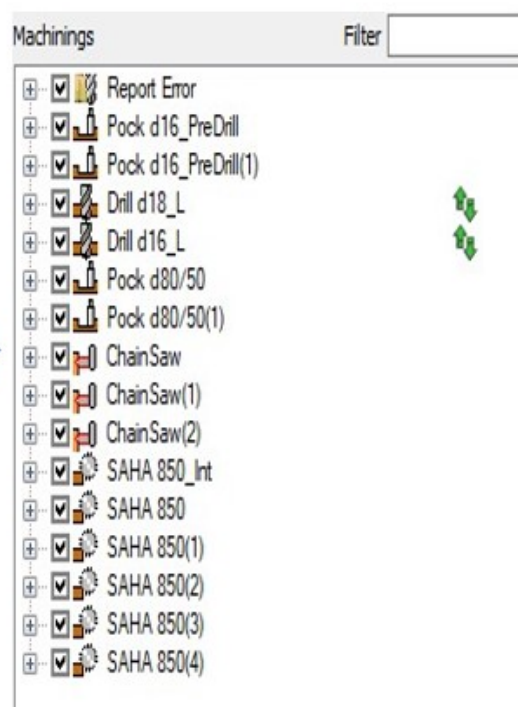 Machinings Filter
Report Error
Pock d16_PreDrill
Pock d16_PreDrill(1)
Drill d18_L
Drill d16_L
Pock d80/50
Pock d80/50(1)
ChainSaw
ChainSaw(1)
ChainSaw(2)
SAHA 850_Int
SAHA 850
SAHA 850(1)
SAHA 850(2)
SAHA 850(3)
SAHA 850(4)